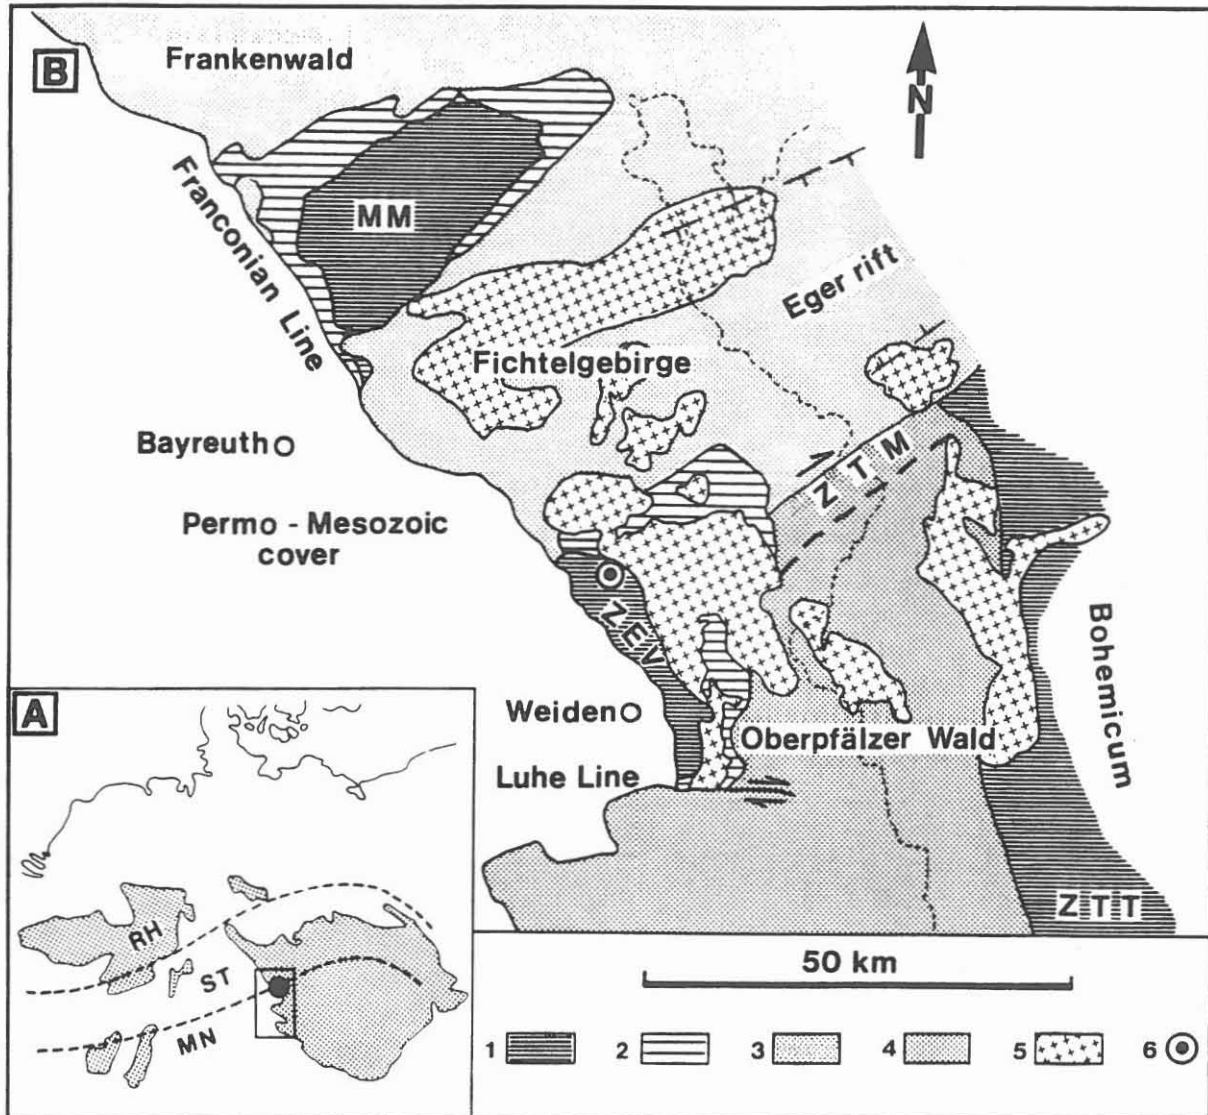 B
Frankenwald
N
MM
Franconian Line
Eger rift
Fichtelgebirge
Bayreuth
ZTM
Permo - Mesozoic
cover
ZEV
Bohemicum
Weiden
Oberpfälzer Wald
Luhe Line
ZTT
A
RH
ST
MN
50 km
1
2
3
4
5
6